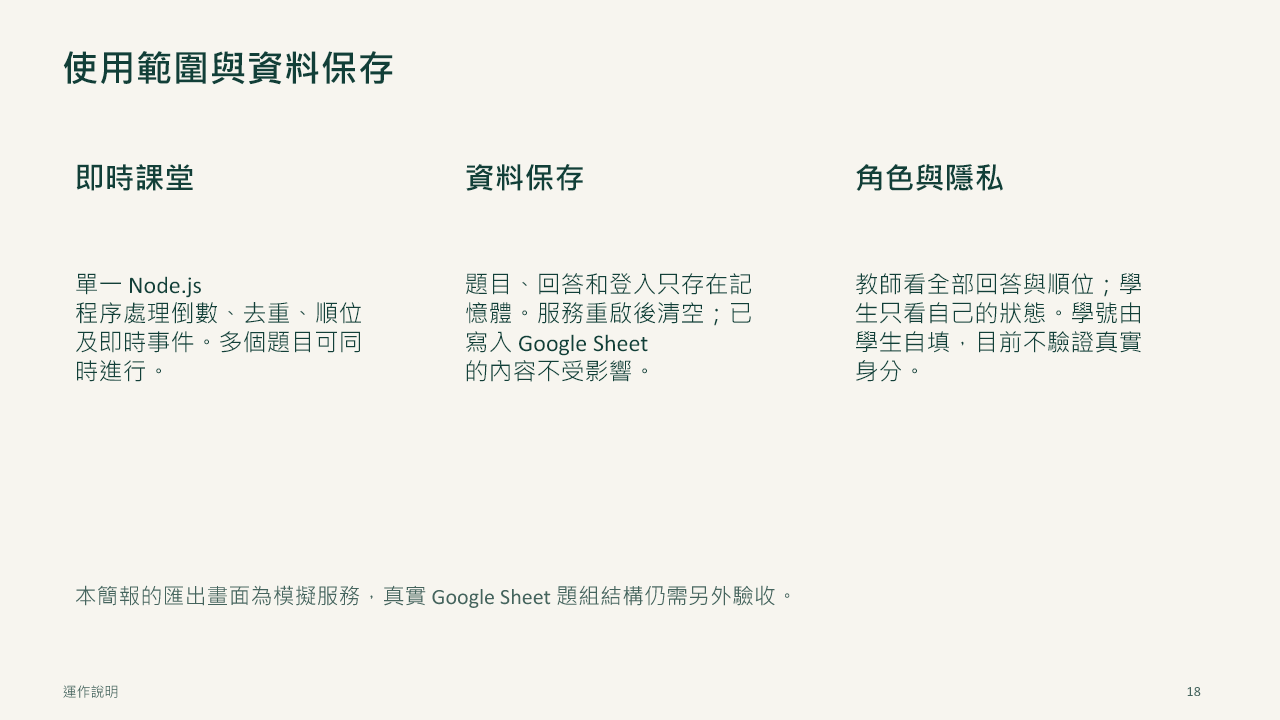 使用範圍與資料保存
即時課堂
單一 Node.js
程序處理倒數、去重、順位
及即時事件。多個題目可同
時進行。
資料保存
題目、回答和登入只存在記
憶體。服務重啟後清空；已
寫入 Google Sheet
的內容不受影響。
角色與隱私
教師看全部回答與順位；學
生只看自己的狀態。學號由
學生自填，目前不驗證真實
身分。
本簡報的匯出畫面為模擬服務，真實 Google Sheet 題組結構仍需另外驗收。
運作說明
18